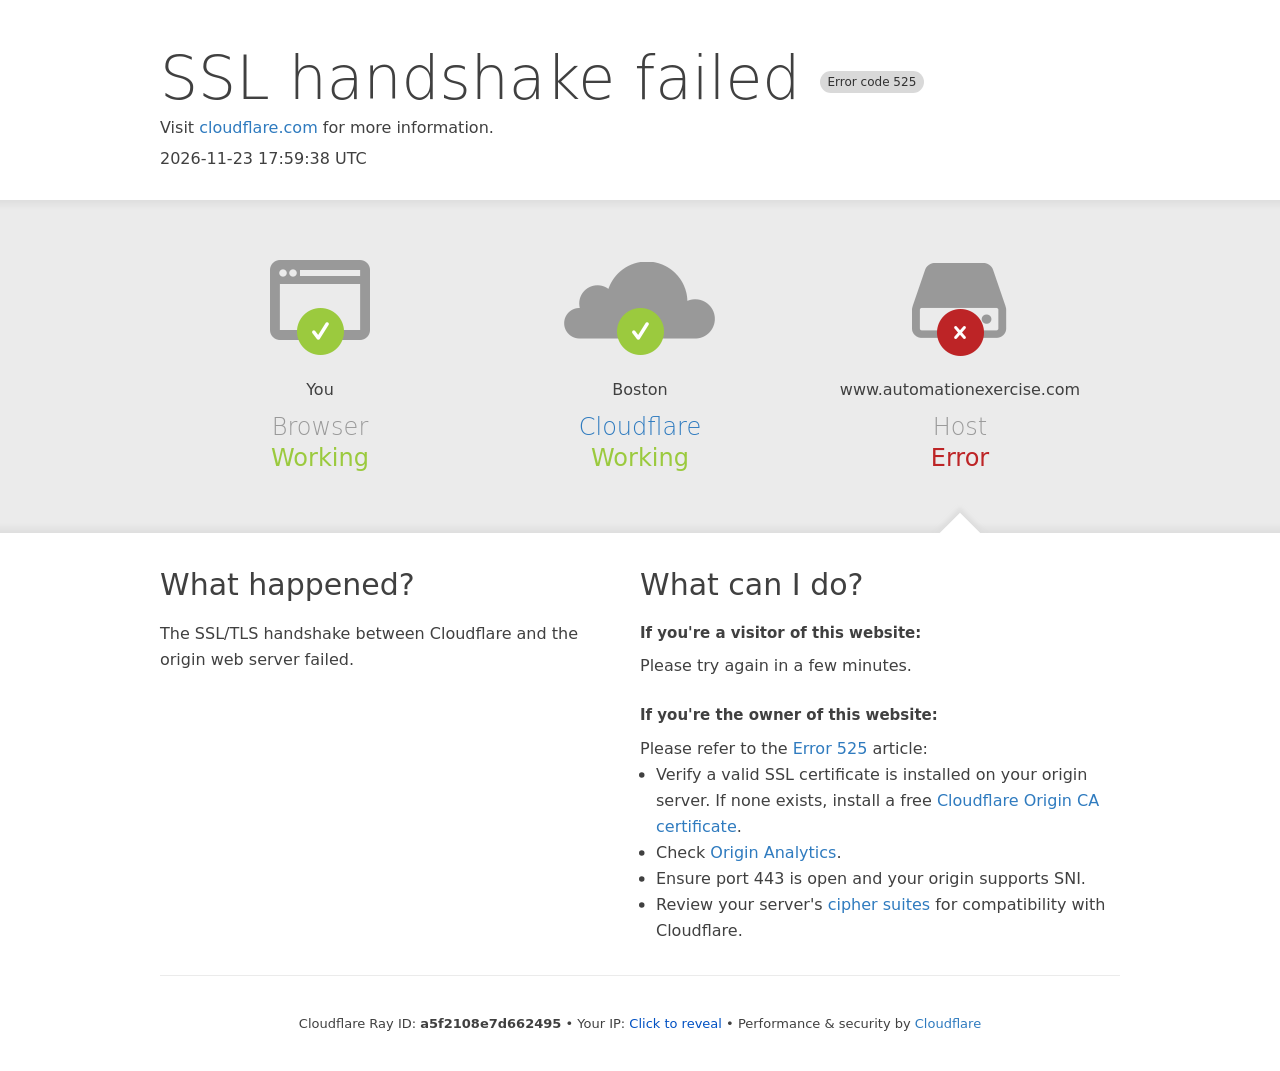 SSL handshake failed Error code 525
Visit cloudflare.com for more information.
2026-11-23 17:59:38 UTC
You
Browser
Working
Boston
Cloudflare
Working
www.automationexercise.com
Host
Error
What happened?
The SSL/TLS handshake between Cloudflare and the
origin web server failed.
What can I do?
If you're a visitor of this website:
Please try again in a few minutes.
If you're the owner of this website:
Please refer to the Error 525 article:
• Verify a valid SSL certificate is installed on your origin
server. If none exists, install a free Cloudflare Origin CA
certificate.
• Check Origin Analytics.
• Ensure port 443 is open and your origin supports SNI.
• Review your server's cipher suites for compatibility with
Cloudflare.
Cloudflare Ray ID: a5f2108e7d662495 • Your IP: Click to reveal • Performance & security by Cloudflare